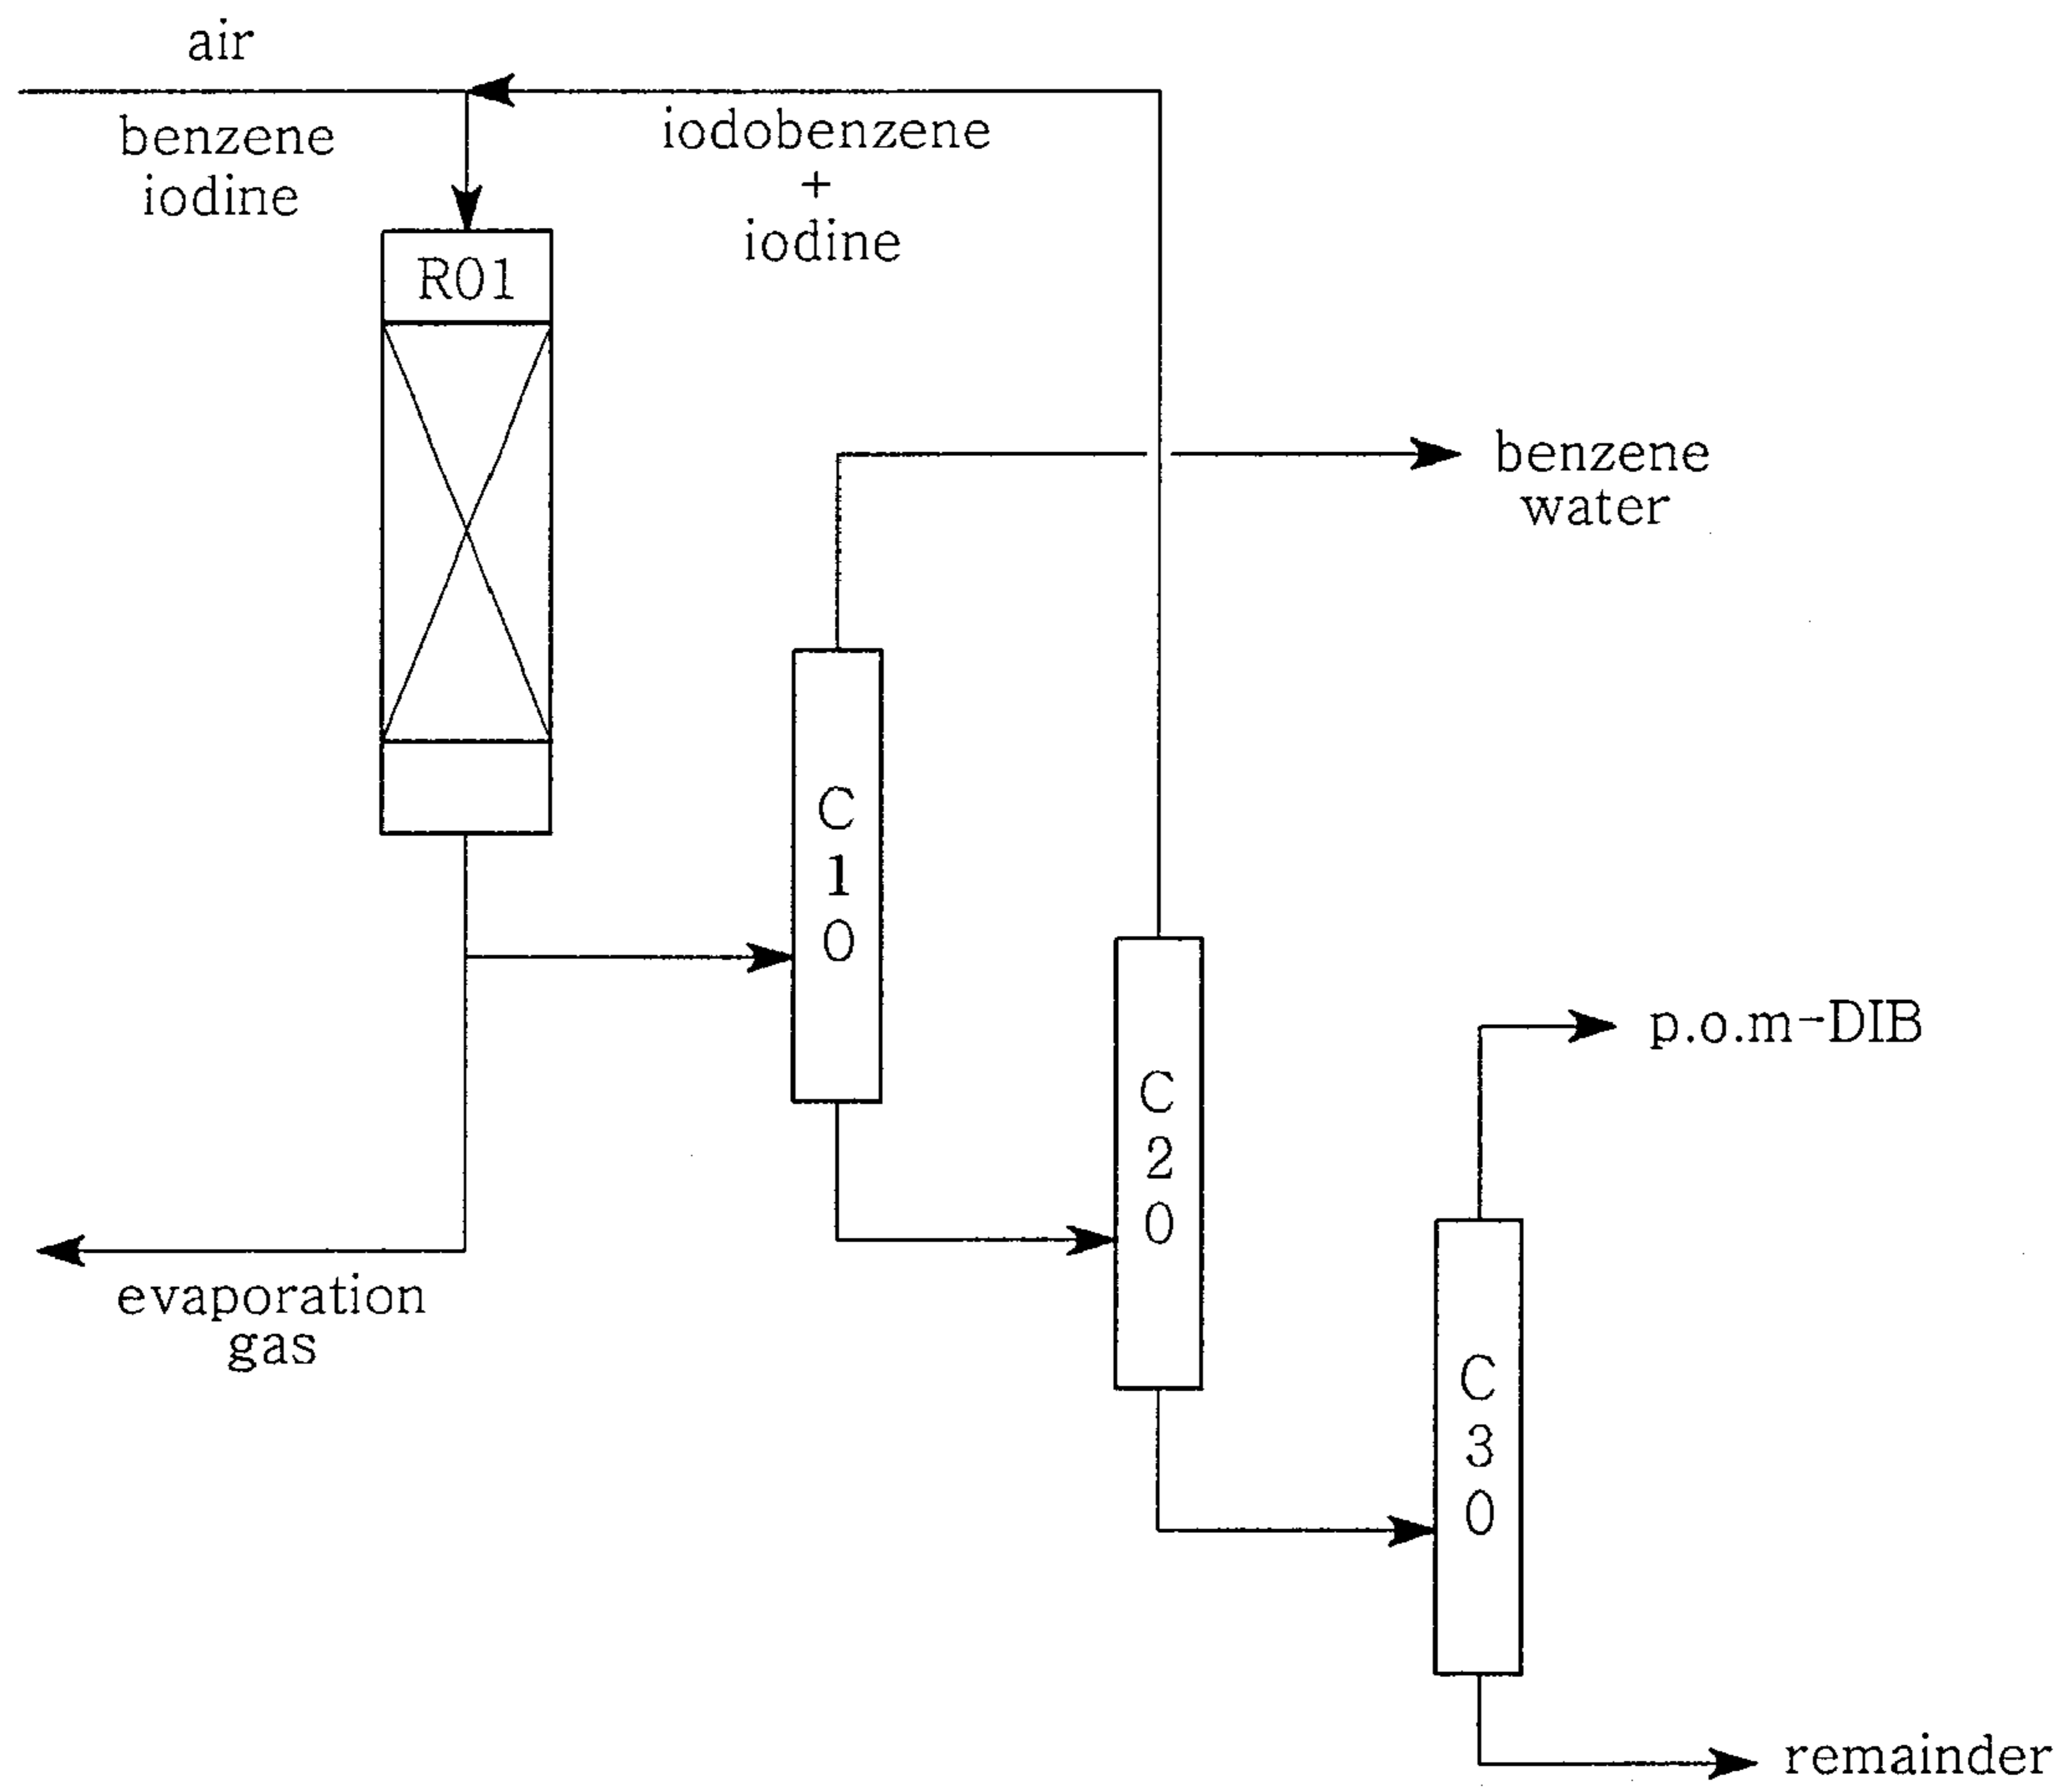 air
benzene
iodine
iodobenzene
+
iodine
R01
benzene
water
C
1
0
C
2
0
p.o.m-DIB
evaporation
gas
C
3
0
remainder